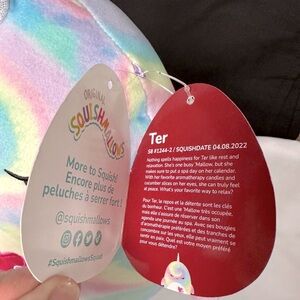 ORIGINAL
SQUISHMALLOWS
More to Squish!
Encore plus de
peluches à serrer fort!
@squishmallows
#SquishmallowsSquad
Ter
SB #1244-2 / SQUISHDATE 04.08.2022
Nothing spells happiness for Ter like rest and
relaxation. She's one busy 'Mallow, but she
makes sure to put a spa day on her calendar.
With her favorite aromatherapy candles and
cucumber slices on her eyes, she can truly feel
at peace. What's your favorite way to relax?
Pour Ter, le repos et la détente sont les clés
du bonheur. C'est une 'Mallow très occupée,
mais elle s'assure de réserver dans son
agenda une journée au spa. Avec ses bougies
d'aromathérapie préférées et des tranches de
concombre sur les yeux, elle peut vraiment se
sentir en paix. Quel est votre moyen préféré
pour vous détendre?